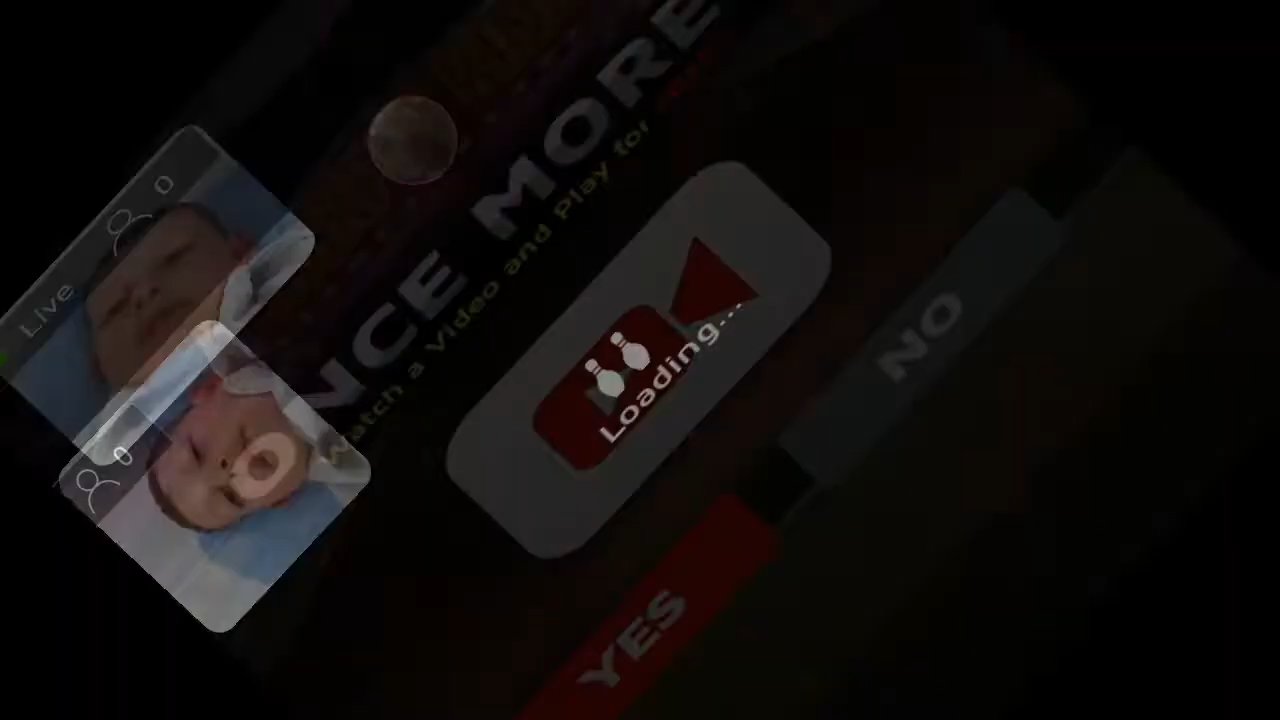 NCE MORE
Watch a Video and Play for
Loading...
NO
YES
Live
0
0